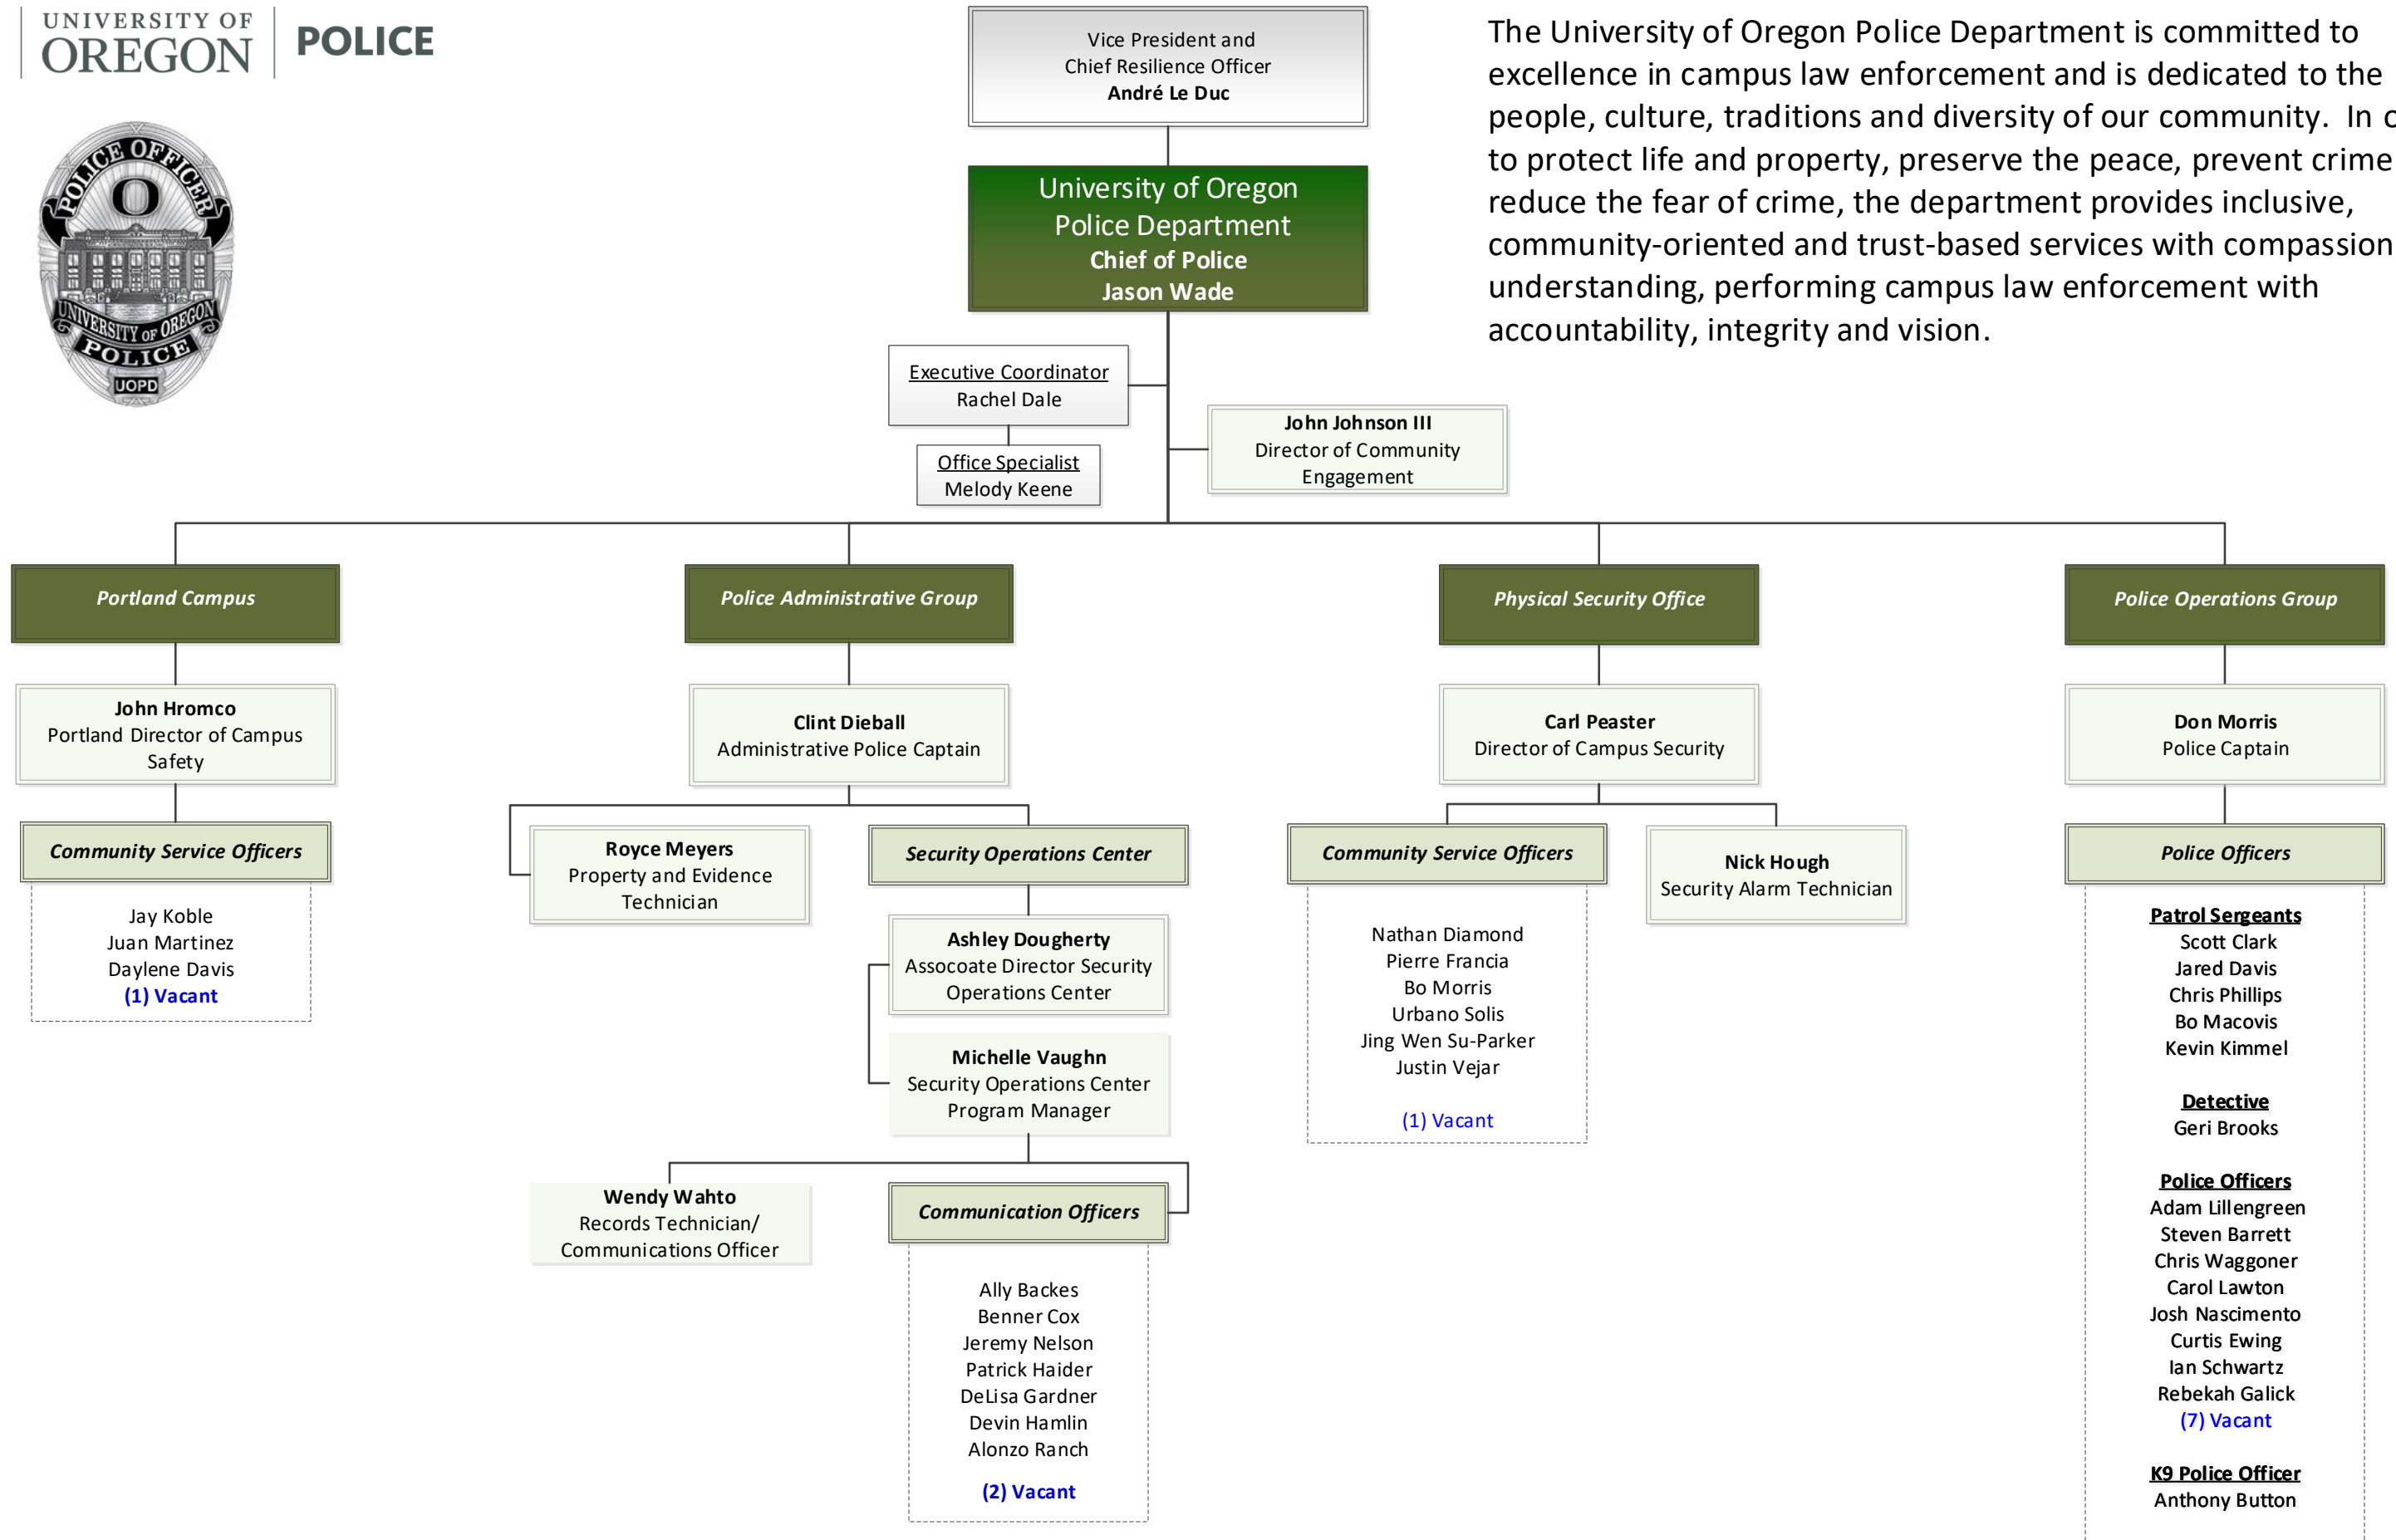 UNIVERSITY OF
OREGON
POLICE
POLICE OFFICER
O
UNIVERSITY OF OREGON
POLICE
UOPD
Vice President and
Chief Resilience Officer
André Le Duc
The University of Oregon Police Department is committed to
excellence in campus law enforcement and is dedicated to the
people, culture, traditions and diversity of our community.  In
to protect life and property, preserve the peace, prevent crime
reduce the fear of crime, the department provides inclusive,
community-oriented and trust-based services with compassion
understanding, performing campus law enforcement with
accountability, integrity and vision.
University of Oregon
Police Department
Chief of Police
Jason Wade
Executive Coordinator
Rachel Dale
Office Specialist
Melody Keene
John Johnson III
Director of Community
Engagement
Portland Campus
John Hromco
Portland Director of Campus
Safety
Community Service Officers
Jay Koble
Juan Martinez
Daylene Davis
(1) Vacant
Police Administrative Group
Clint Dieball
Administrative Police Captain
Royce Meyers
Property and Evidence
Technician
Security Operations Center
Ashley Dougherty
Assocoate Director Security
Operations Center
Michelle Vaughn
Security Operations Center
Program Manager
Wendy Wahto
Records Technician/
Communications Officer
Communication Officers
Ally Backes
Benner Cox
Jeremy Nelson
Patrick Haider
DeLisa Gardner
Devin Hamlin
Alonzo Ranch
(2) Vacant
Physical Security Office
Carl Peaster
Director of Campus Security
Community Service Officers
Nathan Diamond
Pierre Francia
Bo Morris
Urbano Solis
Jing Wen Su-Parker
Justin Vejar
(1) Vacant
Nick Hough
Security Alarm Technician
Police Operations Group
Don Morris
Police Captain
Police Officers
Patrol Sergeants
Scott Clark
Jared Davis
Chris Phillips
Bo Macovis
Kevin Kimmel
Detective
Geri Brooks
Police Officers
Adam Lillengreen
Steven Barrett
Chris Waggoner
Carol Lawton
Josh Nascimento
Curtis Ewing
Ian Schwartz
Rebekah Galick
(7) Vacant
K9 Police Officer
Anthony Button